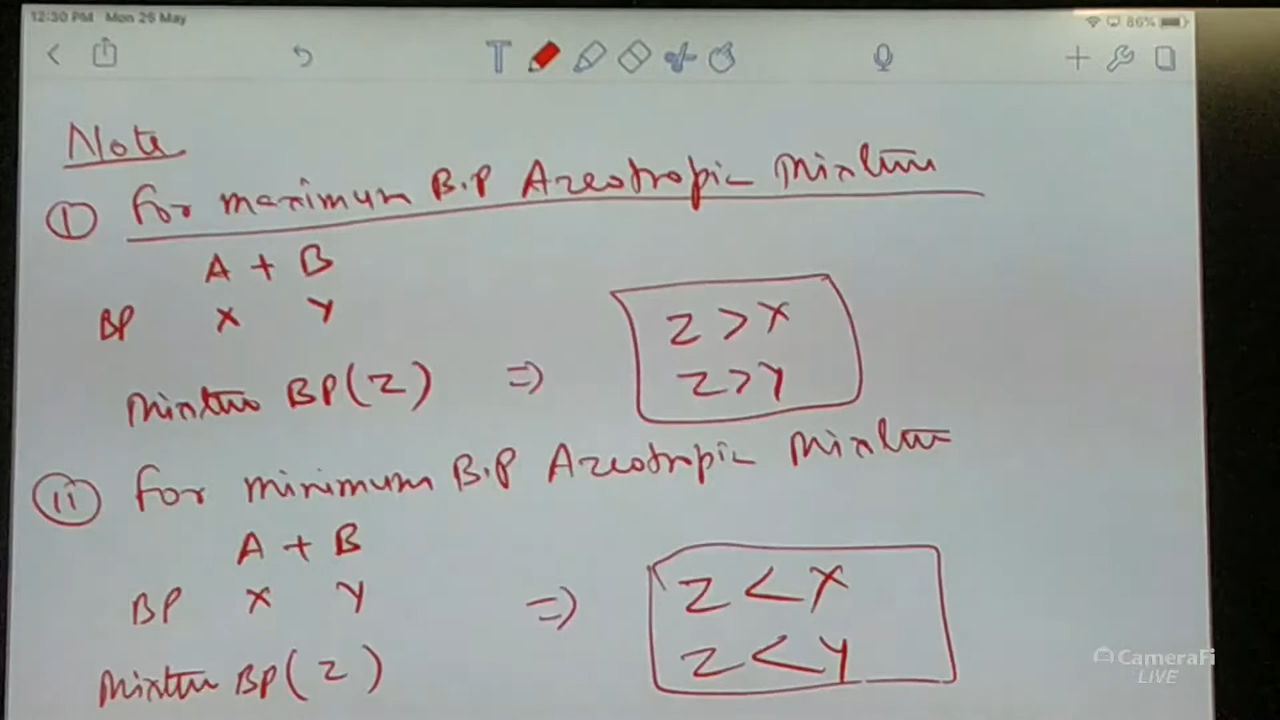 12:30 PM Mon 25 May
86%
T
Note
(i) For maximum B.P Azeotropic Mixture
A + B
BP X Y
Mixture BP(Z) ⇒
Z > X
Z > Y
(ii) For minimum B.P Azeotropic Mixture
A + B
BP X Y
⇒
Z < X
Z < Y
Mixture BP(Z)
CameraFi
LIVE